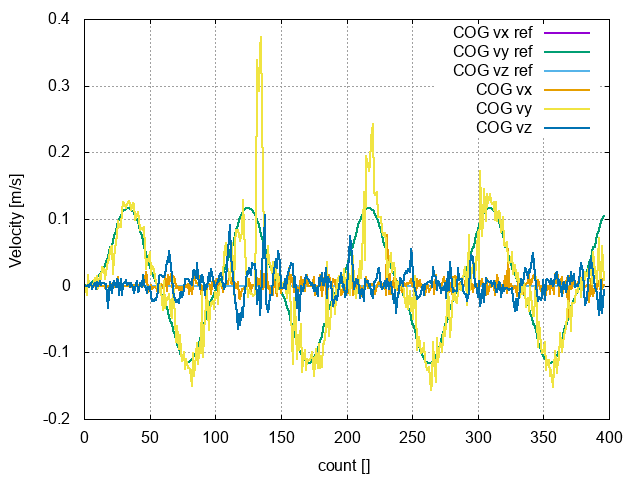 0.4
0.3
0.2
0.1
0
-0.1
-0.2
Velocity [m/s]
COG vx ref
COG vy ref
COG vz ref
COG vx
COG vy
COG vz
0 50 100 150 200 250 300 350 400
count []